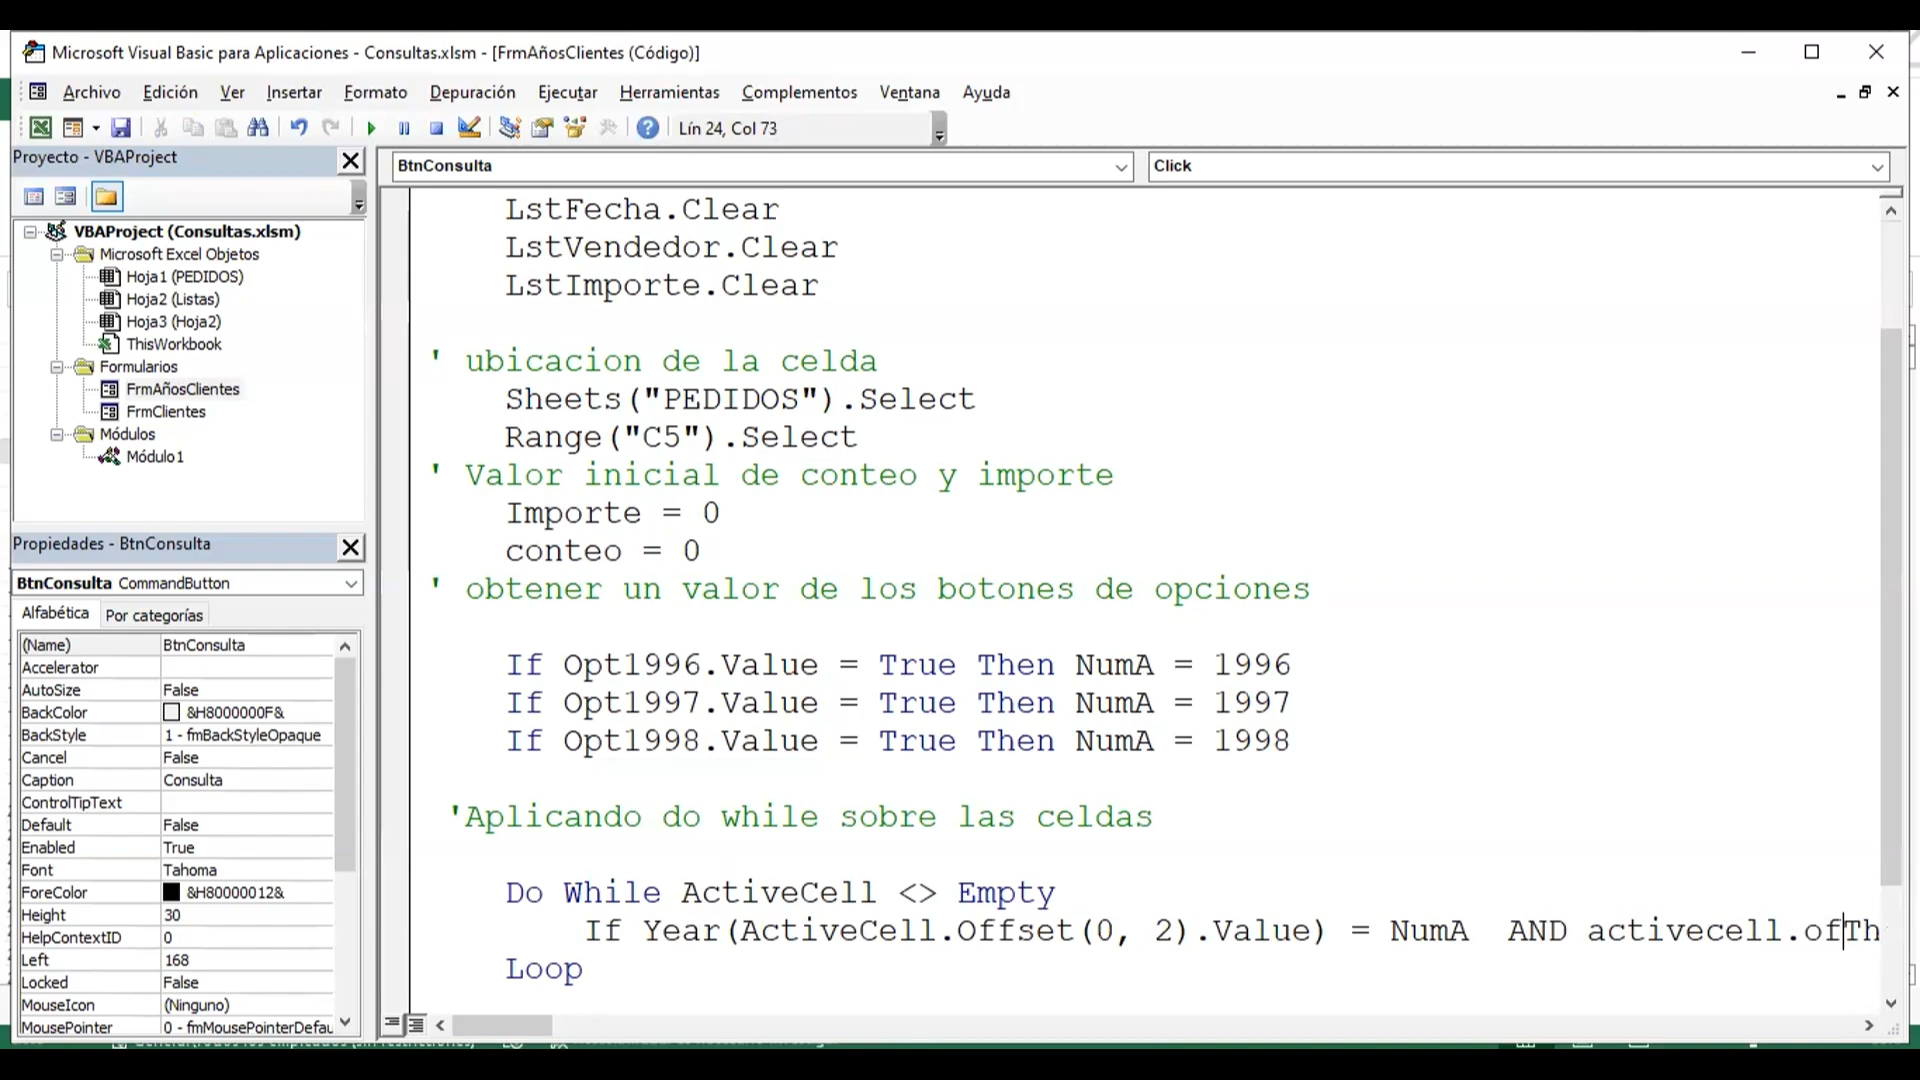 Microsoft Visual Basic para Aplicaciones - Consultas.xlsm - [FrmAñosClientes (Código)]
Archivo Edición Ver Insertar Formato Depuración Ejecutar Herramientas Complementos Ventana Ayuda
Lín 24, Col 73
Proyecto - VBAProject
VBAProject (Consultas.xlsm)
Microsoft Excel Objetos
Hoja1 (PEDIDOS)
Hoja2 (Listas)
Hoja3 (Hoja2)
ThisWorkbook
Formularios
FrmAñosClientes
FrmClientes
Módulos
Módulo1
Propiedades - BtnConsulta
BtnConsulta CommandButton
Alfabética Por categorías
(Name) BtnConsulta
Accelerator
AutoSize False
BackColor &H8000000F&
BackStyle 1 - fmBackStyleOpaque
Cancel False
Caption Consulta
ControlTipText
Default False
Enabled True
Font Tahoma
ForeColor &H80000012&
Height 30
HelpContextID 0
Left 168
Locked False
MouseIcon (Ninguno)
MousePointer 0 - fmMousePointerDefau
BtnConsulta Click
LstFecha.Clear
LstVendedor.Clear
LstImporte.Clear
' ubicacion de la celda
Sheets("PEDIDOS").Select
Range("C5").Select
' Valor inicial de conteo y importe
Importe = 0
conteo = 0
' obtener un valor de los botones de opciones
If Opt1996.Value = True Then NumA = 1996
If Opt1997.Value = True Then NumA = 1997
If Opt1998.Value = True Then NumA = 1998
'Aplicando do while sobre las celdas
Do While ActiveCell <> Empty
If Year(ActiveCell.Offset(0, 2).Value) = NumA  AND activecell.ofTh
Loop